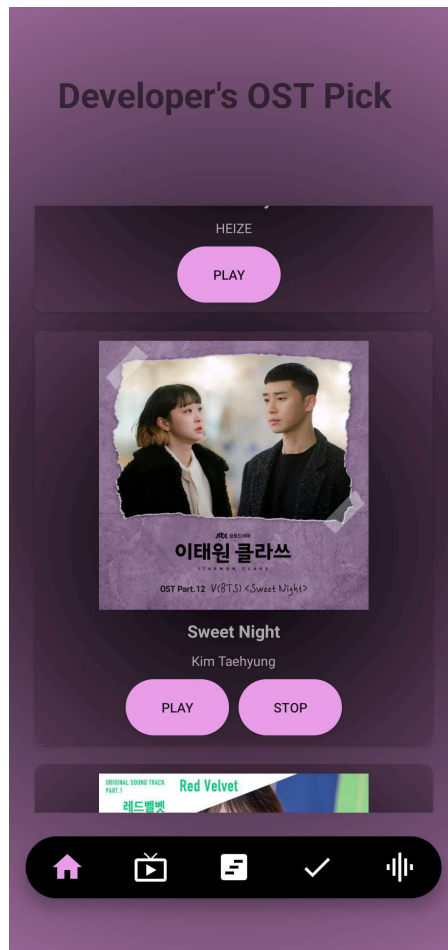 Developer's OST Pick
HEIZE
PLAY
jtbc 금토드라마
이태원 클라쓰
ITAEWON CLASS
OST Part.12 V(BTS) <Sweet Night>
Sweet Night
Kim Taehyung
PLAY STOP
ORIGINAL SOUND TRACK
PART.1
Red Velvet
레드벨벳